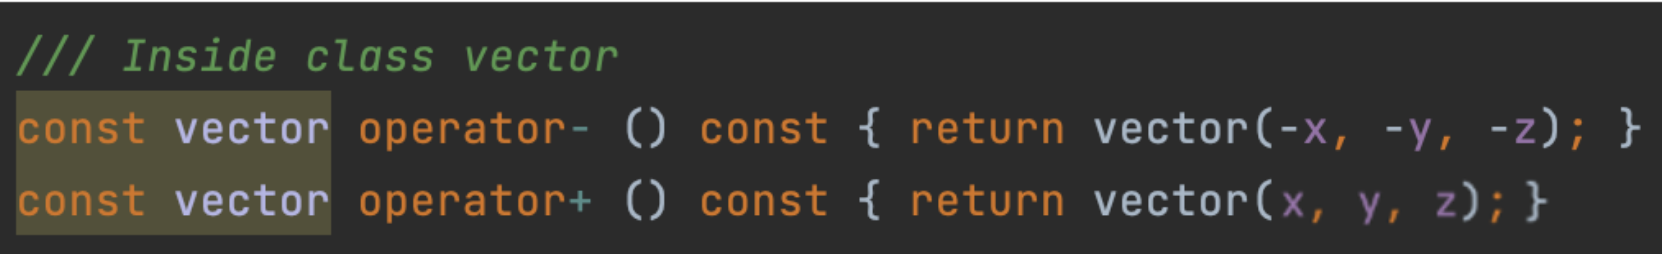 /// Inside class vector
const vector operator- () const { return vector(-x, -y, -z); }
const vector operator+ () const { return vector(x, y, z); }